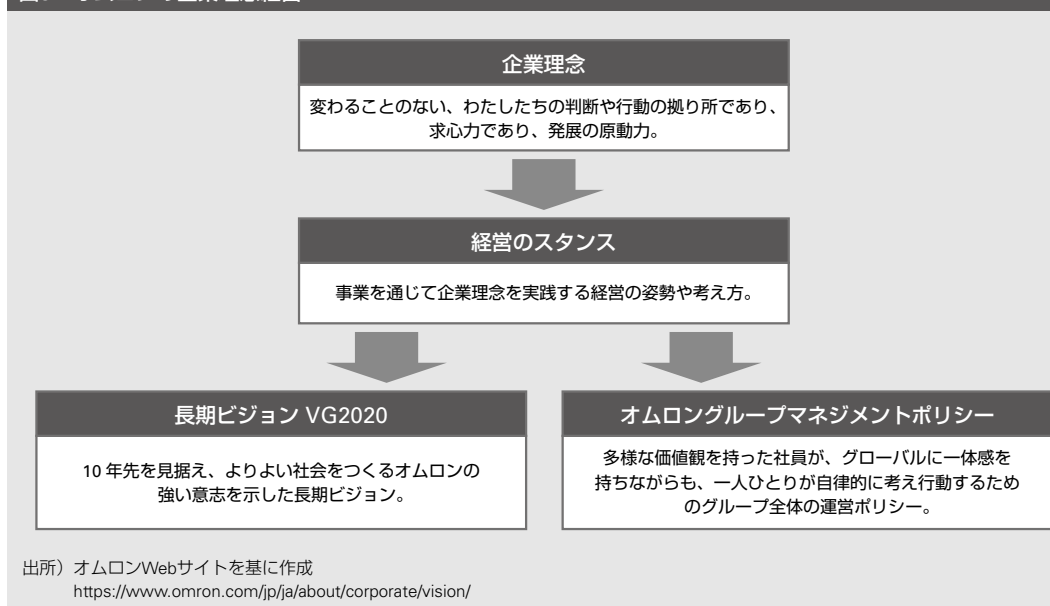 企業理念
変わることのない、わたしたちの判断や行動の拠り所であり、
求心力であり、発展の原動力。
経営のスタンス
事業を通じて企業理念を実践する経営の姿勢や考え方。
長期ビジョン VG2020
10 年先を見据え、よりよい社会をつくるオムロンの
強い意志を示した長期ビジョン。
オムロングループマネジメントポリシー
多様な価値観を持った社員が、グローバルに一体感を
持ちながらも、一人ひとりが自律的に考え行動するため
のグループ全体の運営ポリシー。
出所）オムロンWebサイトを基に作成
https://www.omron.com/jp/ja/about/corporate/vision/